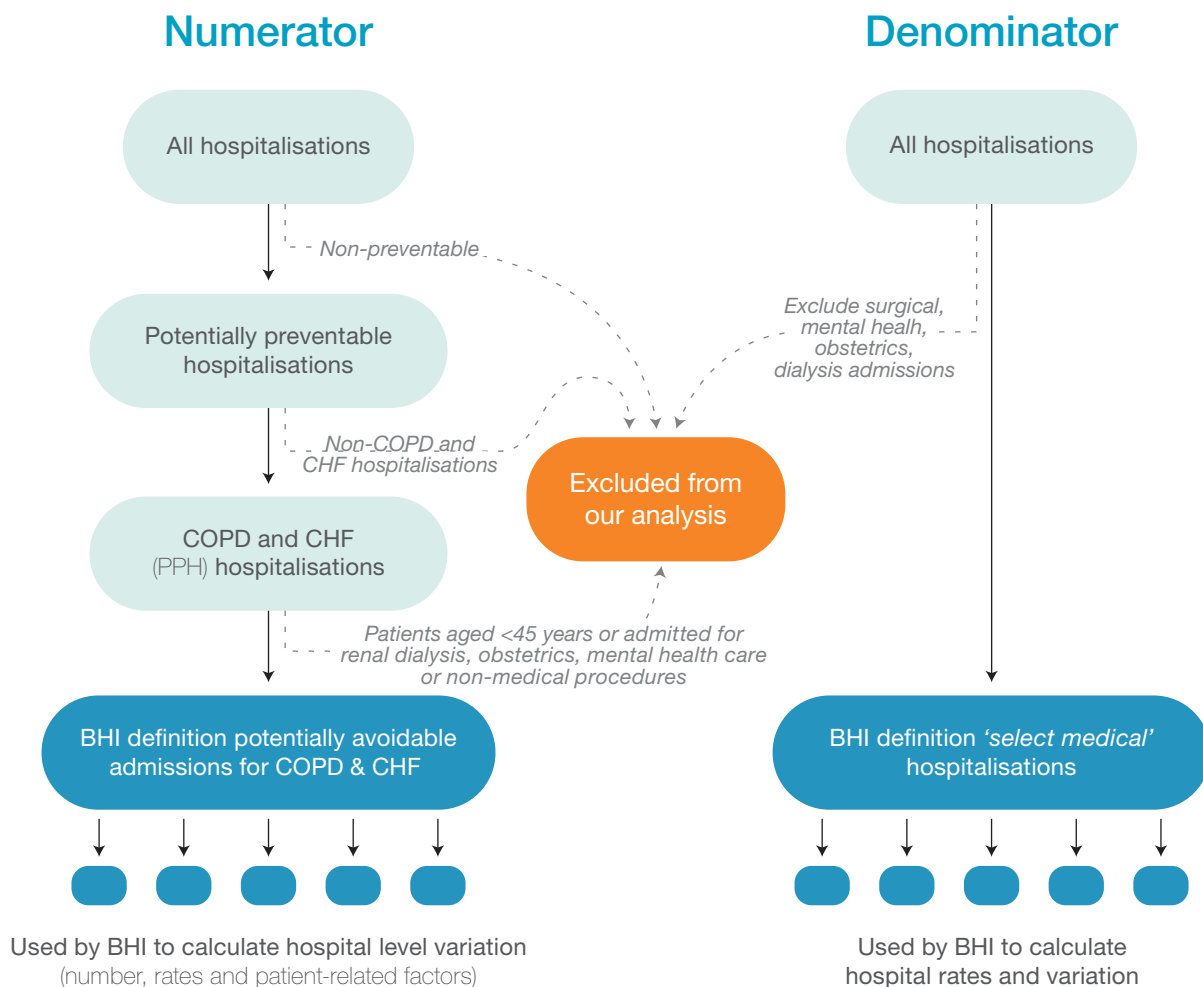 Numerator
Denominator
All hospitalisations
All hospitalisations
Non-preventable
Exclude surgical,
mental healh,
obstetrics,
dialysis admissions
Potentially preventable
hospitalisations
Non-COPD and
CHF hospitalisations
Excluded from
our analysis
COPD and CHF
(PPH) hospitalisations
Patients aged <45 years or admitted for
renal dialysis, obstetrics, mental health care
or non-medical procedures
BHI definition potentially avoidable
admissions for COPD & CHF
BHI definition ‘select medical’
hospitalisations
Used by BHI to calculate hospital level variation
(number, rates and patient-related factors)
Used by BHI to calculate
hospital rates and variation